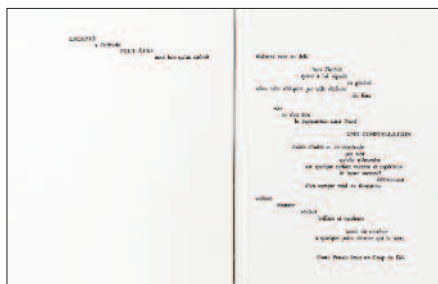 EXCEPTÉ
à l'altitude
PEUT-ÊTRE
aussi loin qu'un endroit
fusionne avec au delà
hors l'intérêt
quant à lui signalé
en général
selon telle obliquité par telle déclivité
de feux
vers
ce doit être
le Septentrion aussi Nord
UNE CONSTELLATION
froide d'oubli et de désuétude
pas tant
qu'elle n'énumère
sur quelque surface vacante et supérieure
le heurt successif
sidéralement
d'un compte total en formation
veillant
doutant
roulant
brillant et méditant
avant de s'arrêter
à quelque point dernier qui le sacre
Toute Pensée émet un Coup de Dés